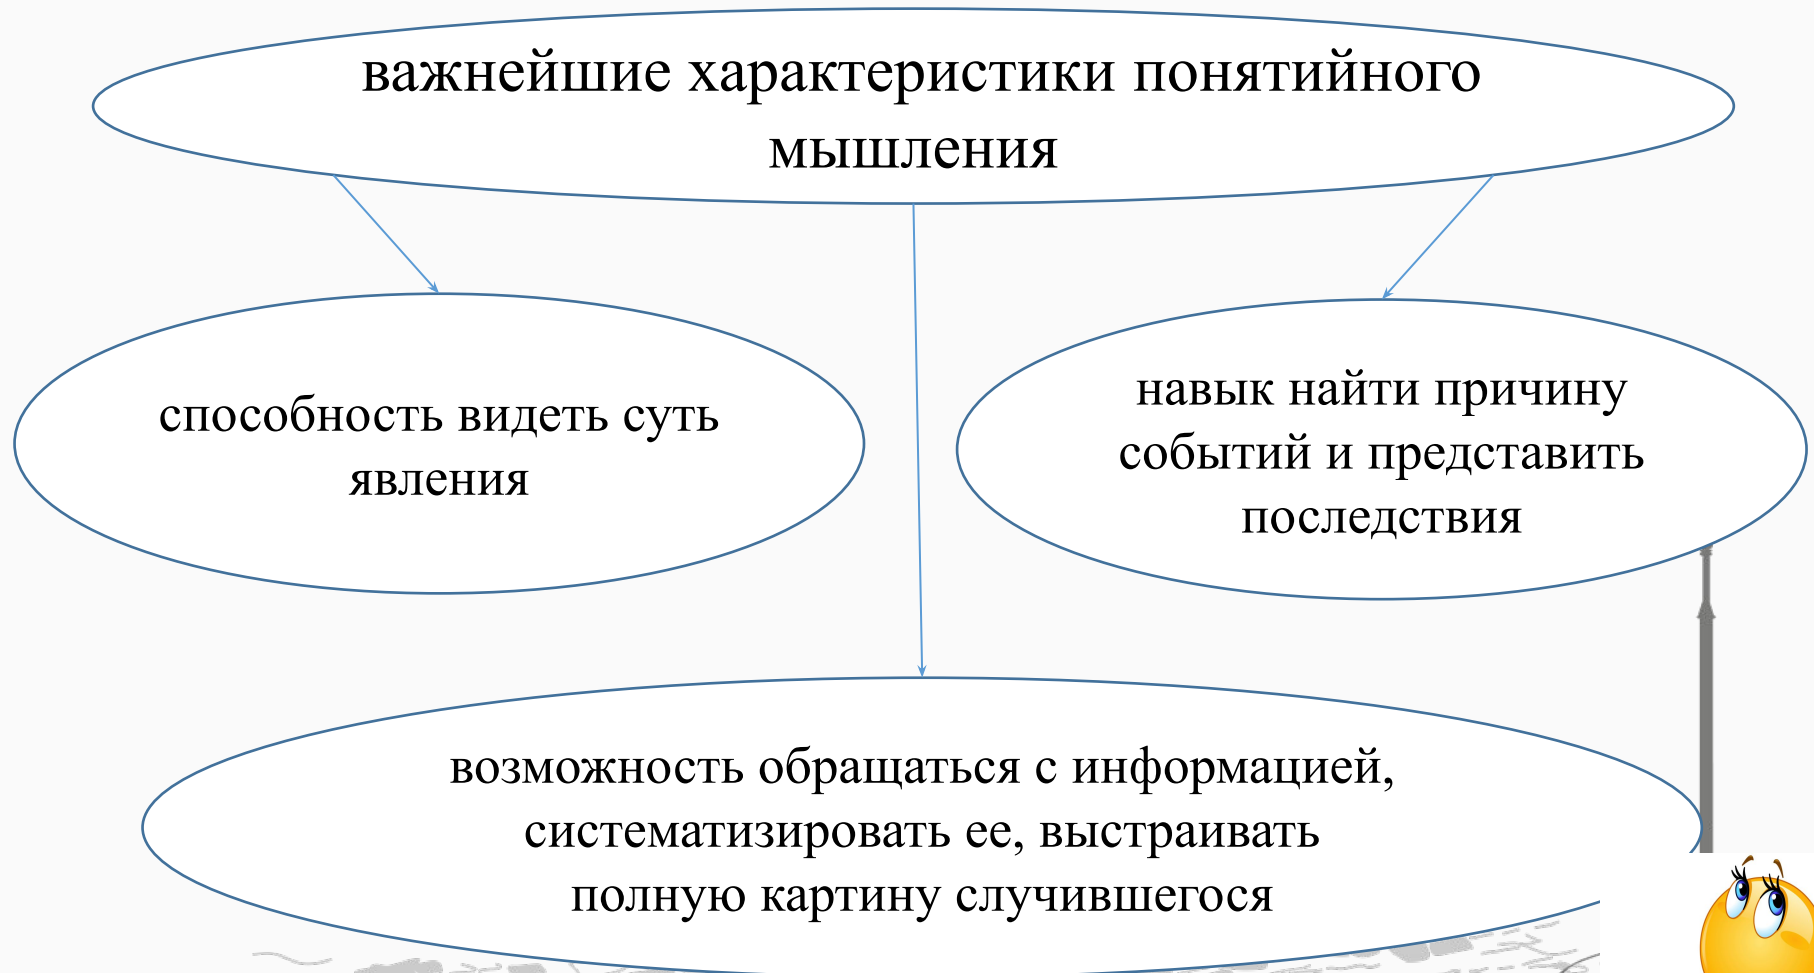 важнейшие характеристики понятийного
мышления
способность видеть суть
явления
навык найти причину
событий и представить
последствия
возможность обращаться с информацией,
систематизировать ее, выстраивать
полную картину случившегося